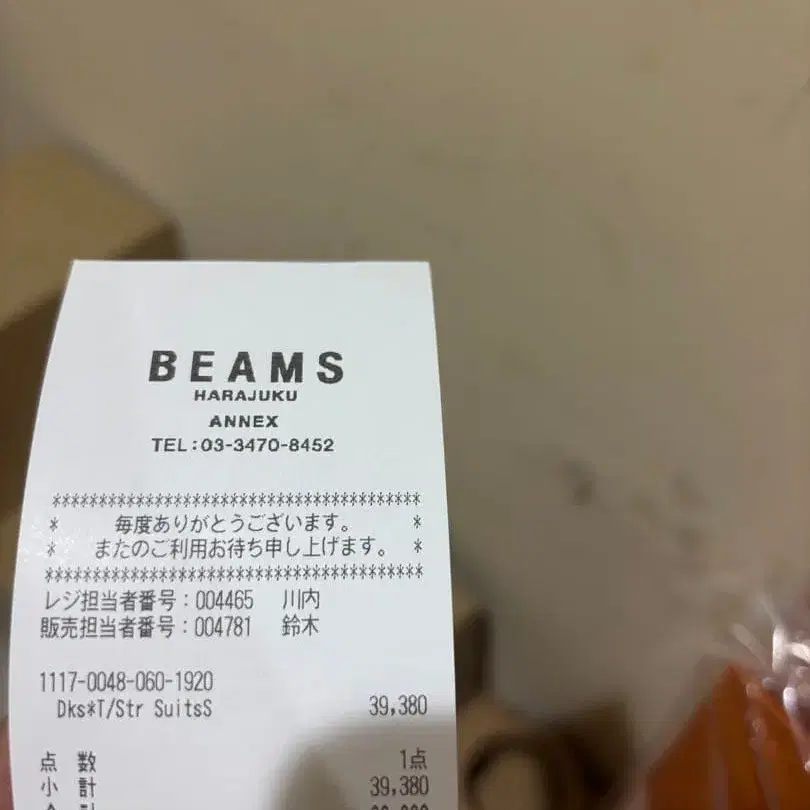 BEAMS
HARAJUKU
ANNEX
TEL:03-3470-8452
****************************************
* 毎度ありがとうございます。 *
* またのご利用お待ち申し上げます。 *
****************************************
レジ担当者番号:004465 川内
販売担当者番号:004781 鈴木
1117-0048-060-1920
Dks*T/Str SuitsS 39,380
点 数 1点
小 計 39,380